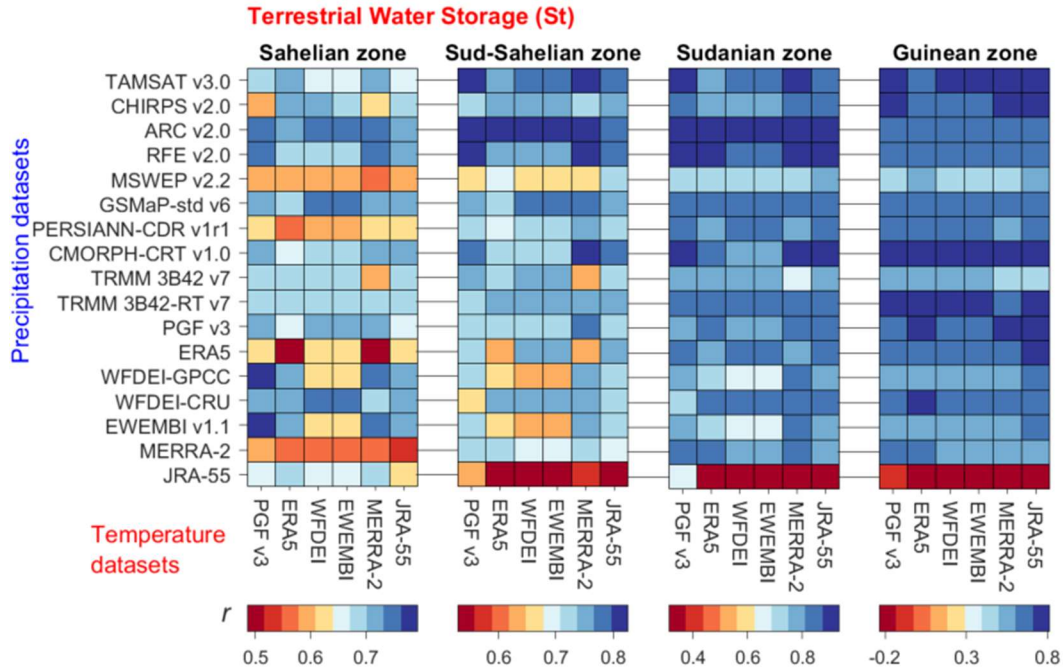 Terrestrial Water Storage (St)
Sahelian zone Sud-Sahelian zone Sudanian zone Guinean zone
Precipitation datasets
TAMSAT v3.0
CHIRPS v2.0
ARC v2.0
RFE v2.0
MSWEP v2.2
GSMaP-std v6
PERSIANN-CDR v1r1
CMORPH-CRT v1.0
TRMM 3B42 v7
TRMM 3B42-RT v7
PGF v3
ERA5
WFDEI-GPCC
WFDEI-CRU
EWEMBI v1.1
MERRA-2
JRA-55
Temperature
datasets
PGF v3 ERA5 WFDEI EWEMBI MERRA-2 JRA-55
PGF v3 ERA5 WFDEI EWEMBI MERRA-2 JRA-55
PGF v3 ERA5 WFDEI EWEMBI MERRA-2 JRA-55
PGF v3 ERA5 WFDEI EWEMBI MERRA-2 JRA-55
r
0.5 0.6 0.7 0.6 0.7 0.8 0.4 0.6 0.8 -0.2 0.3 0.8